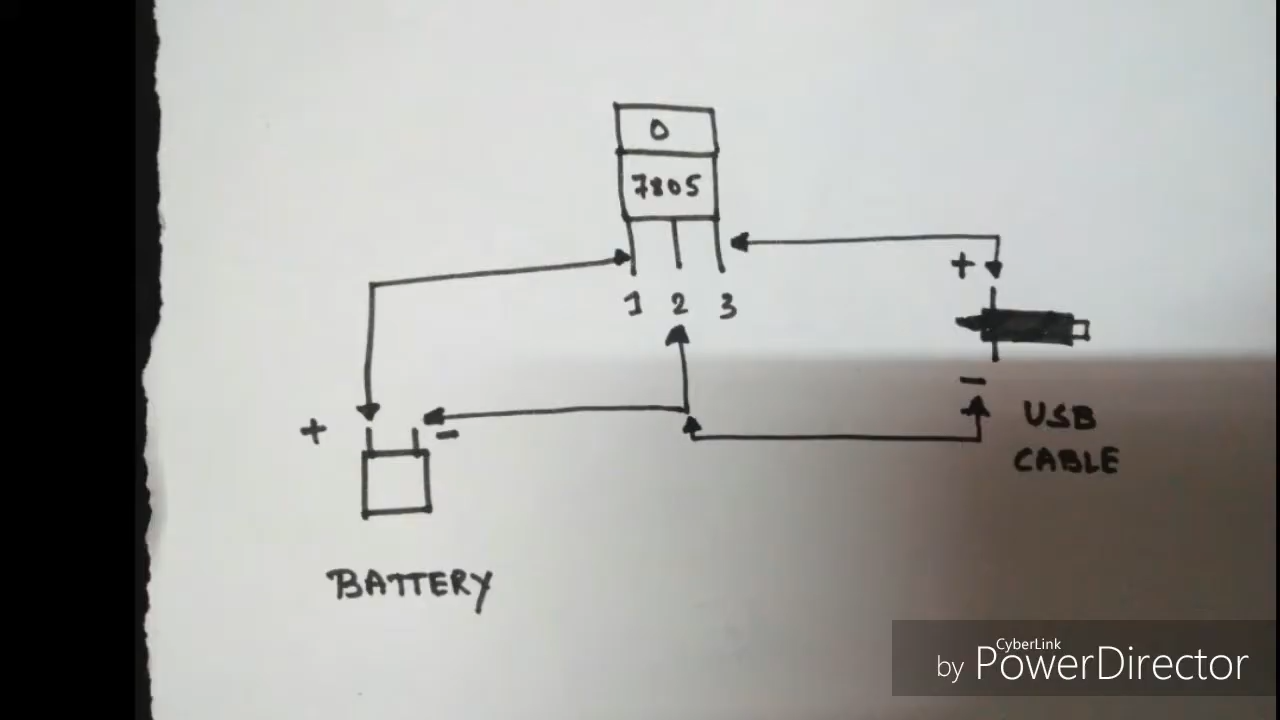 0
7805
+
1 2 3
+ -
-
USB
CABLE
BATTERY
CyberLink
by PowerDirector